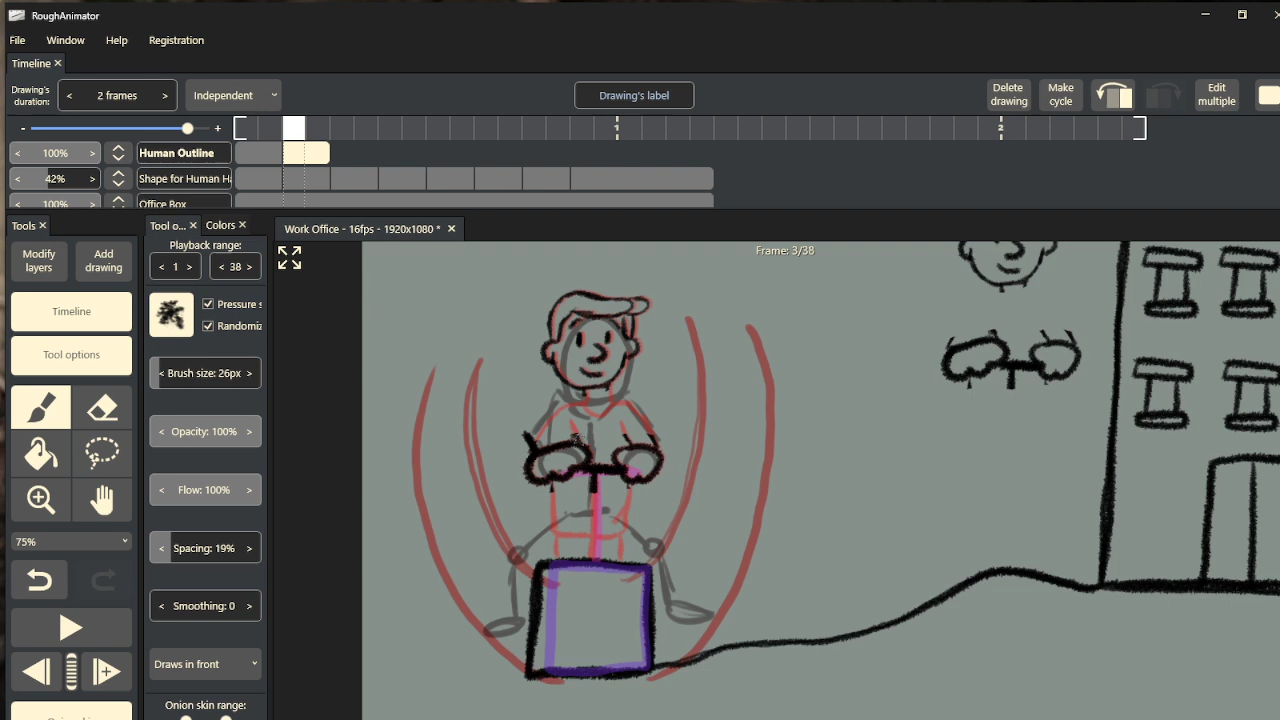 RoughAnimator
File Window Help Registration
Timeline
Drawing's duration: < 2 frames > Independent Drawing's label Delete drawing Make cycle Edit multiple
- + 1 2
< 100% > Human Outline
< 42% > Shape for Human H
< 100% > Office Box
Tools Tool o... Colors Work Office - 16fps - 1920x1080 *
Modify layers Add drawing Playback range: Frame: 3/38
< 1 > < 38 >
Timeline Pressure s
Randomiz
Tool options
< Brush size: 26px >
< Opacity: 100% >
< Flow: 100% >
75% < Spacing: 19% >
< Smoothing: 0 >
Draws in front
Onion skin range: